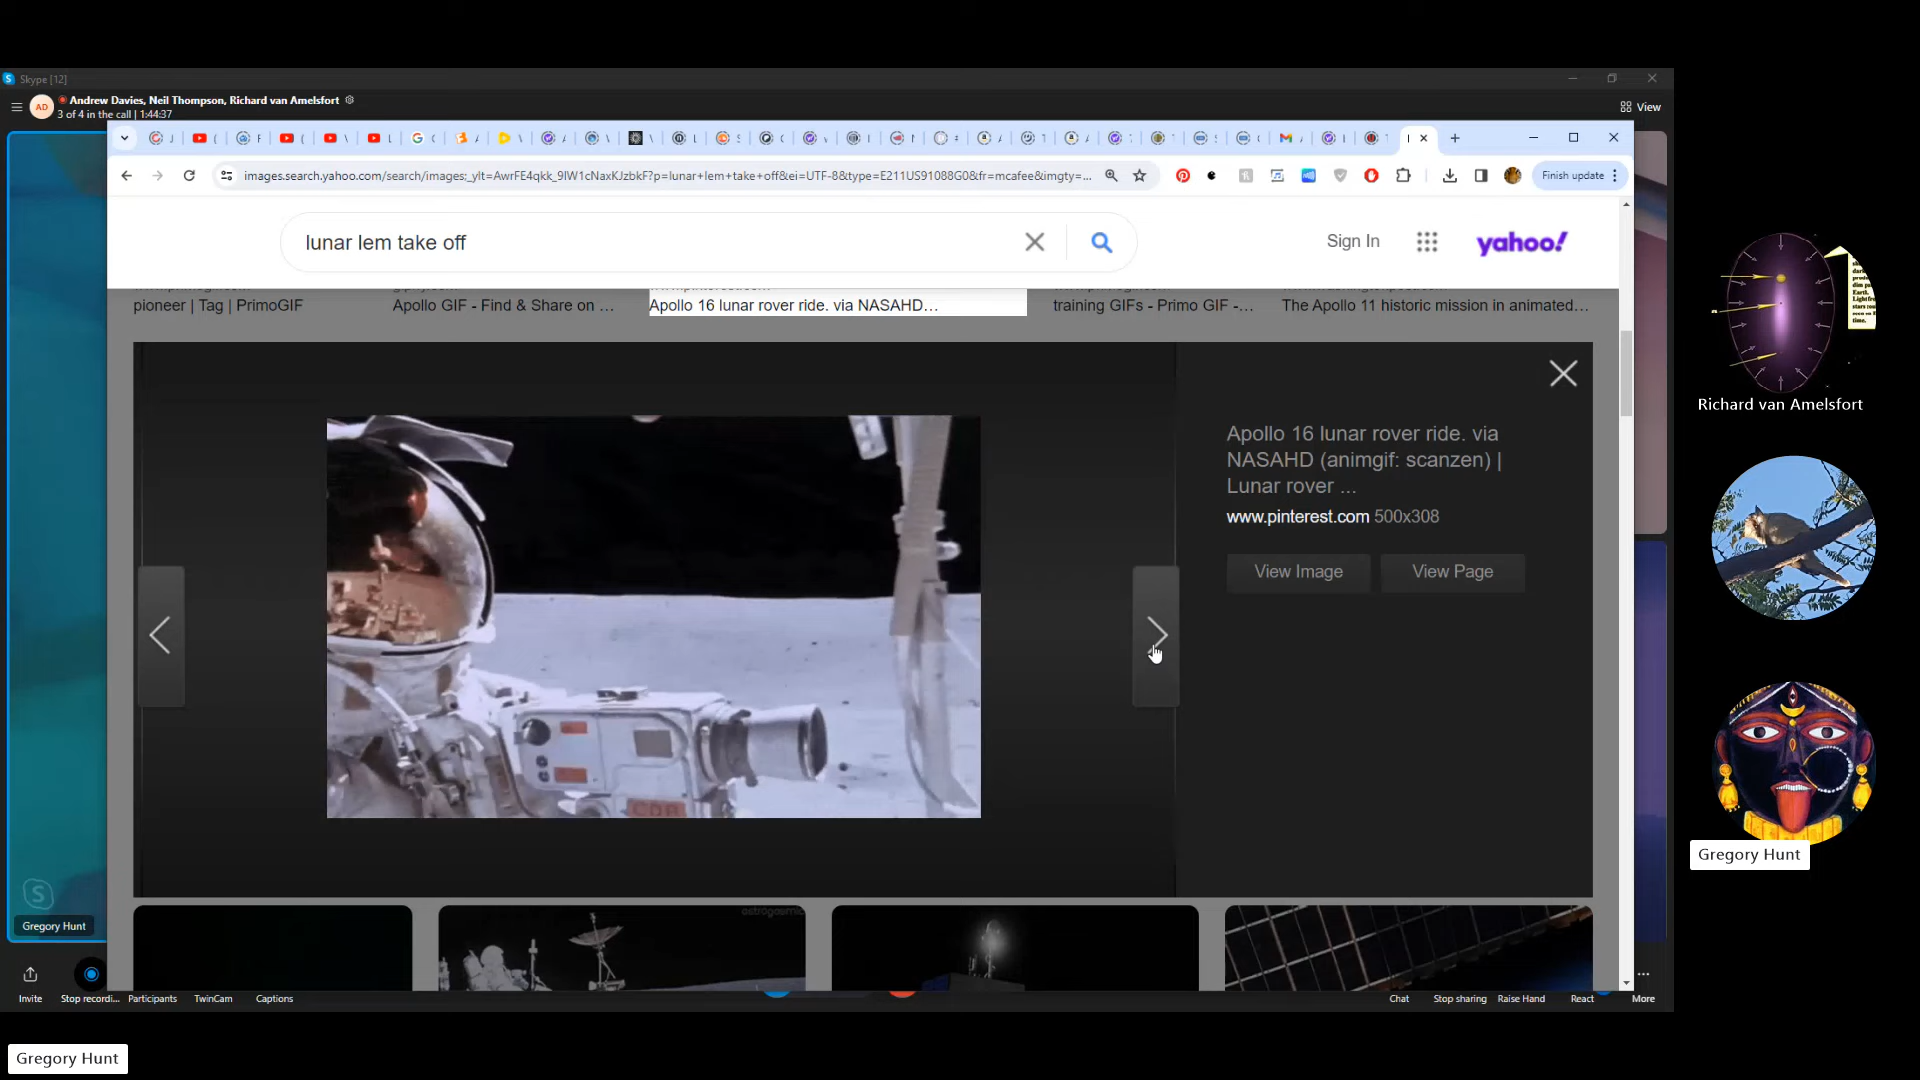 Skype [12]
AD
Andrew Davies, Neil Thompson, Richard van Amelsfort
3 of 4 in the call | 1:44:37
View
images.search.yahoo.com/search/images;_ylt=AwrFE4qkk_9lW1cNaxKJzbkF?p=lunar+lem+take+off&ei=UTF-8&type=E211US91088G0&fr=mcafee&imgty=...
Finish update
lunar lem take off
Sign In
yahoo!
pioneer | Tag | PrimoGIF
Apollo GIF - Find & Share on ...
Apollo 16 lunar rover ride. via NASAHD...
training GIFs - Primo GIF -...
The Apollo 11 historic mission in animated...
Apollo 16 lunar rover ride. via
NASAHD (animgif: scanzen) |
Lunar rover ...
www.pinterest.com 500x308
View Image
View Page
CDR
astrogasmic
Gregory Hunt
Invite
Stop recordi...
Participants
TwinCam
Captions
Chat
Stop sharing
Raise Hand
React
More
Richard van Amelsfort
Gregory Hunt
Gregory Hunt